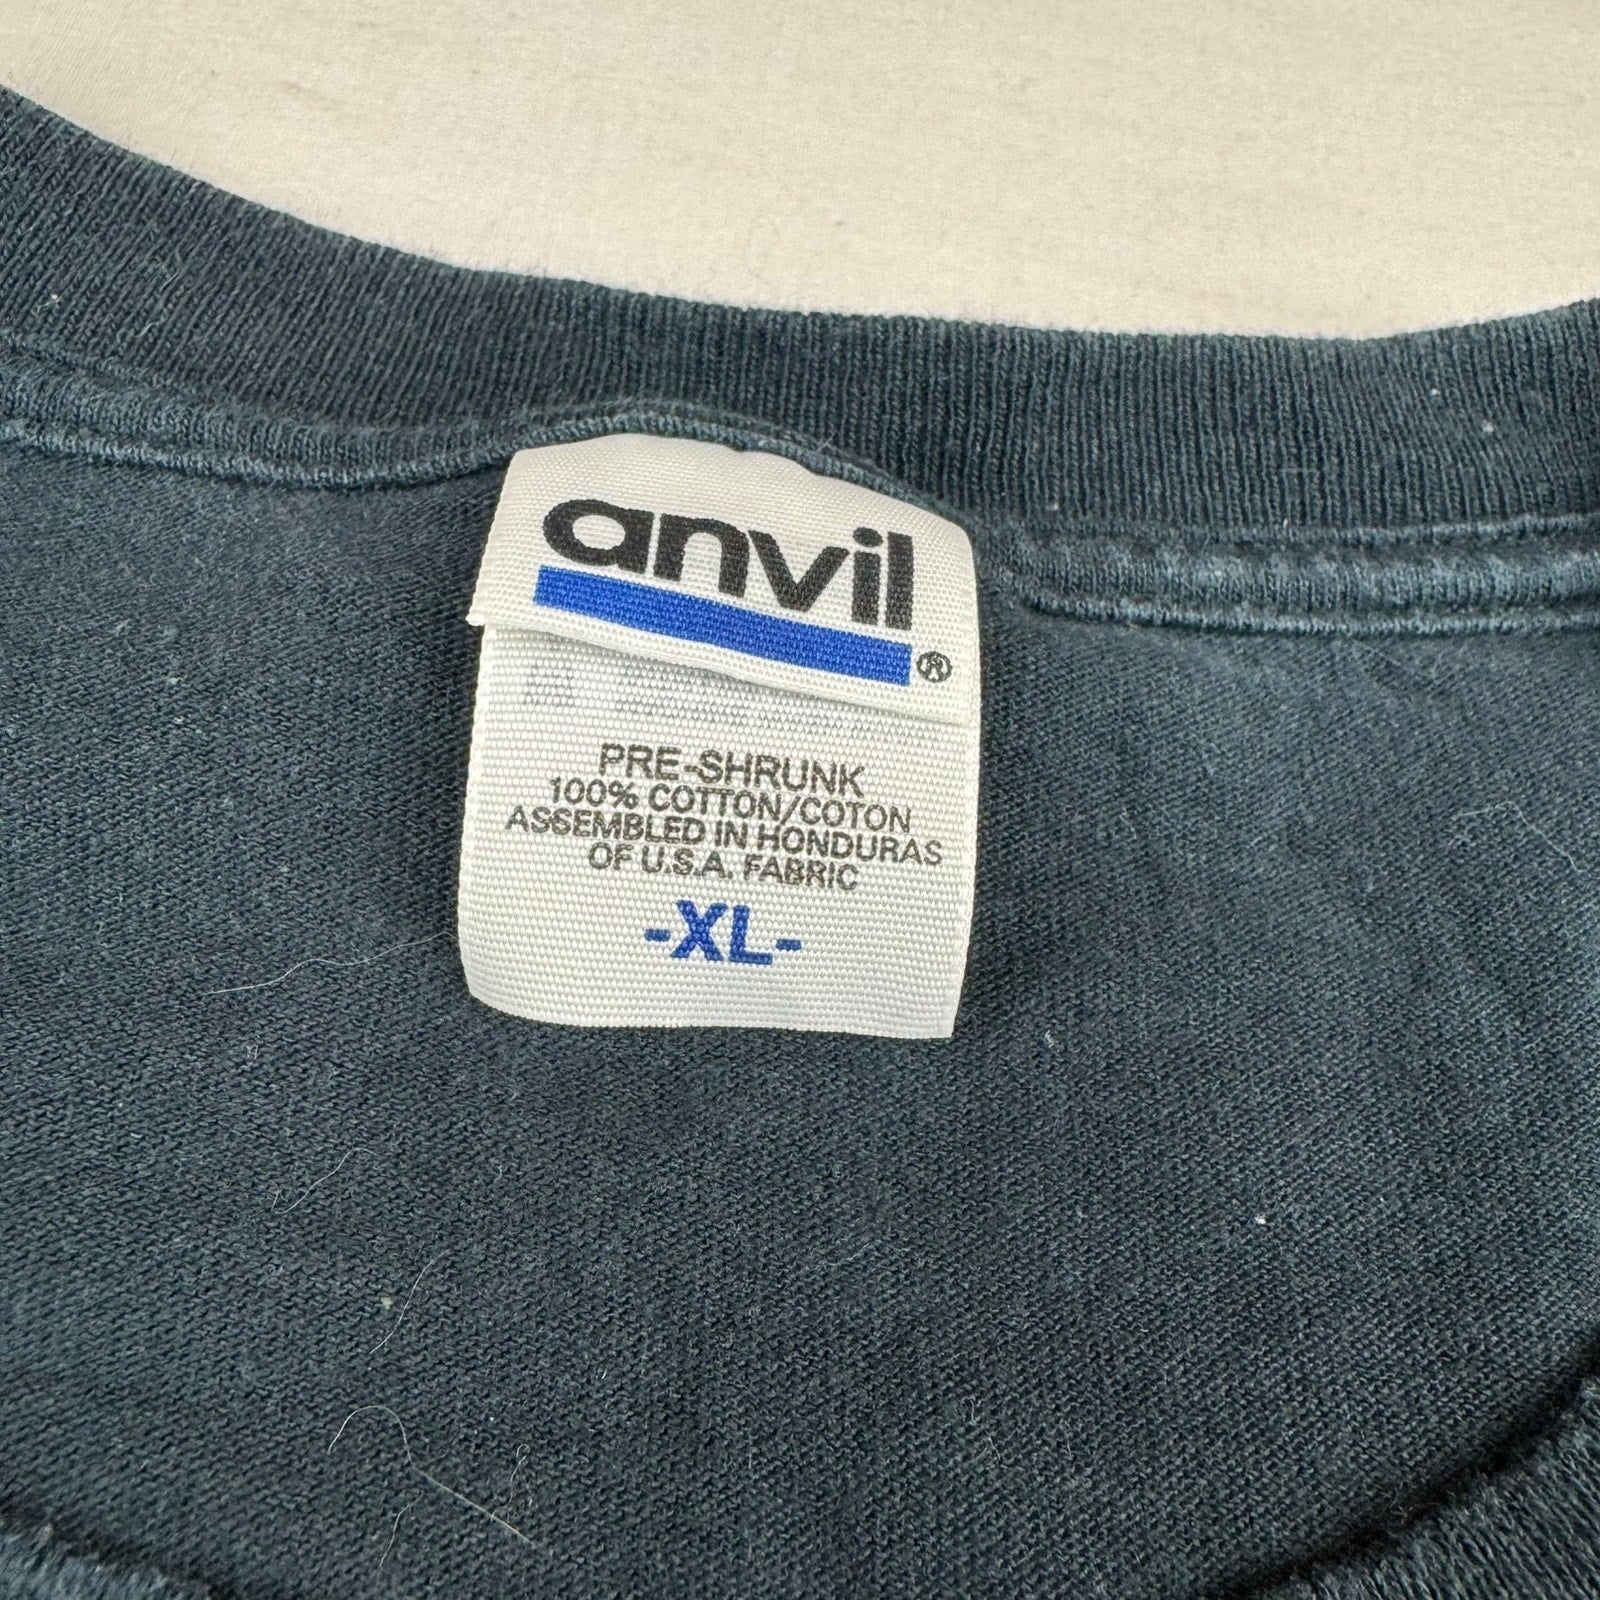 anvil®
PRE-SHRUNK
100% COTTON/COTON
ASSEMBLED IN HONDURAS
OF U.S.A. FABRIC
-XL-